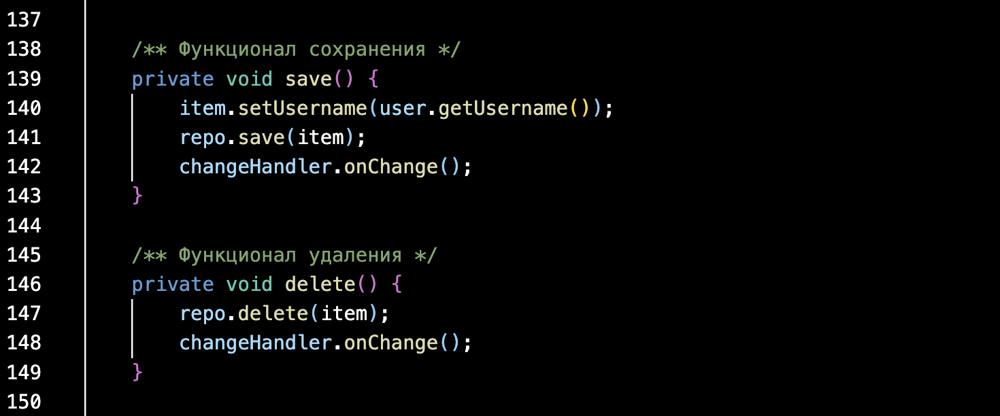 137
138 /** Функционал сохранения */
139 private void save() {
140 item.setUsername(user.getUsername());
141 repo.save(item);
142 changeHandler.onChange();
143 }
144
145 /** Функционал удаления */
146 private void delete() {
147 repo.delete(item);
148 changeHandler.onChange();
149 }
150